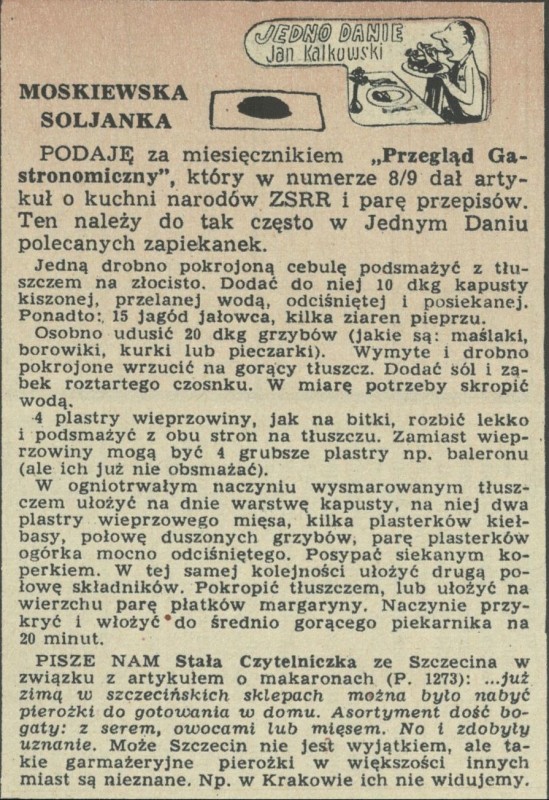 JEDNO DANIE
Jan Kalkowski
MOSKIEWSKA
SOLJANKA
PODAJĘ za miesięcznikiem „Przegląd Ga-
stronomiczny”, który w numerze 8/9 dał arty-
kuł o kuchni narodów ZSRR i parę przepisów.
Ten należy do tak często w Jednym Daniu
polecanych zapiekanek.
Jedną drobno pokrojoną cebulę podsmażyć z tłu-
szczem na złocisto. Dodać do niej 10 dkg kapusty
kiszonej, przelanej wodą, odciśniętej i posiekanej.
Ponadto: 15 jagód jałowca, kilka ziaren pieprzu.
Osobno udusić 20 dkg grzybów (jakie są: maślaki,
borowiki, kurki lub pieczarki). Wymyte i drobno
pokrojone wrzucić na gorący tłuszcz. Dodać sól i zą-
bek roztartego czosnku. W miarę potrzeby skropić
wodą.
4 plastry wieprzowiny, jak na bitki, rozbić lekko
i podsmażyć z obu stron na tłuszczu. Zamiast wiep-
rzowiny mogą być 4 grubsze plastry np. baleronu
(ale ich już nie obsmażać).
W ogniotrwałym naczyniu wysmarowanym tłusz-
czem ułożyć na dnie warstwę kapusty, na niej dwa
plastry wieprzowego mięsa, kilka plasterków kieł-
basy, połowę duszonych grzybów, parę plasterków
ogórka mocno odciśniętego. Posypać siekanym ko-
perkiem. W tej samej kolejności ułożyć drugą po-
łowę składników. Pokropić tłuszczem, lub ułożyć na
wierzchu parę płatków margaryny. Naczynie przy-
kryć i włożyć do średnio gorącego piekarnika na
20 minut.
PISZE NAM Stała Czytelniczka ze Szczecina w
związku z artykułem o makaronach (P. 1273): ...już
zimą w szczecińskich sklepach można było nabyć
pierożki do gotowania w domu. Asortyment dość bo-
gaty: z serem, owocami lub mięsem. No i zdobyły
uznanie. Może Szczecin nie jest wyjątkiem, ale ta-
kie garmażeryjne pierożki w większości innych
miast są nieznane. Np. w Krakowie ich nie widujemy.